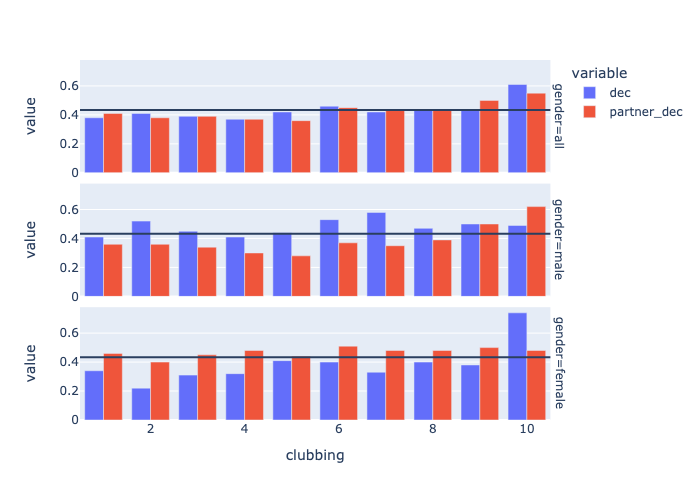 variable
dec
partner_dec
value
0.6
0.4
0.2
0
gender=all
value
0.6
0.4
0.2
0
gender=male
value
0.6
0.4
0.2
0
gender=female
2 4 6 8 10
clubbing